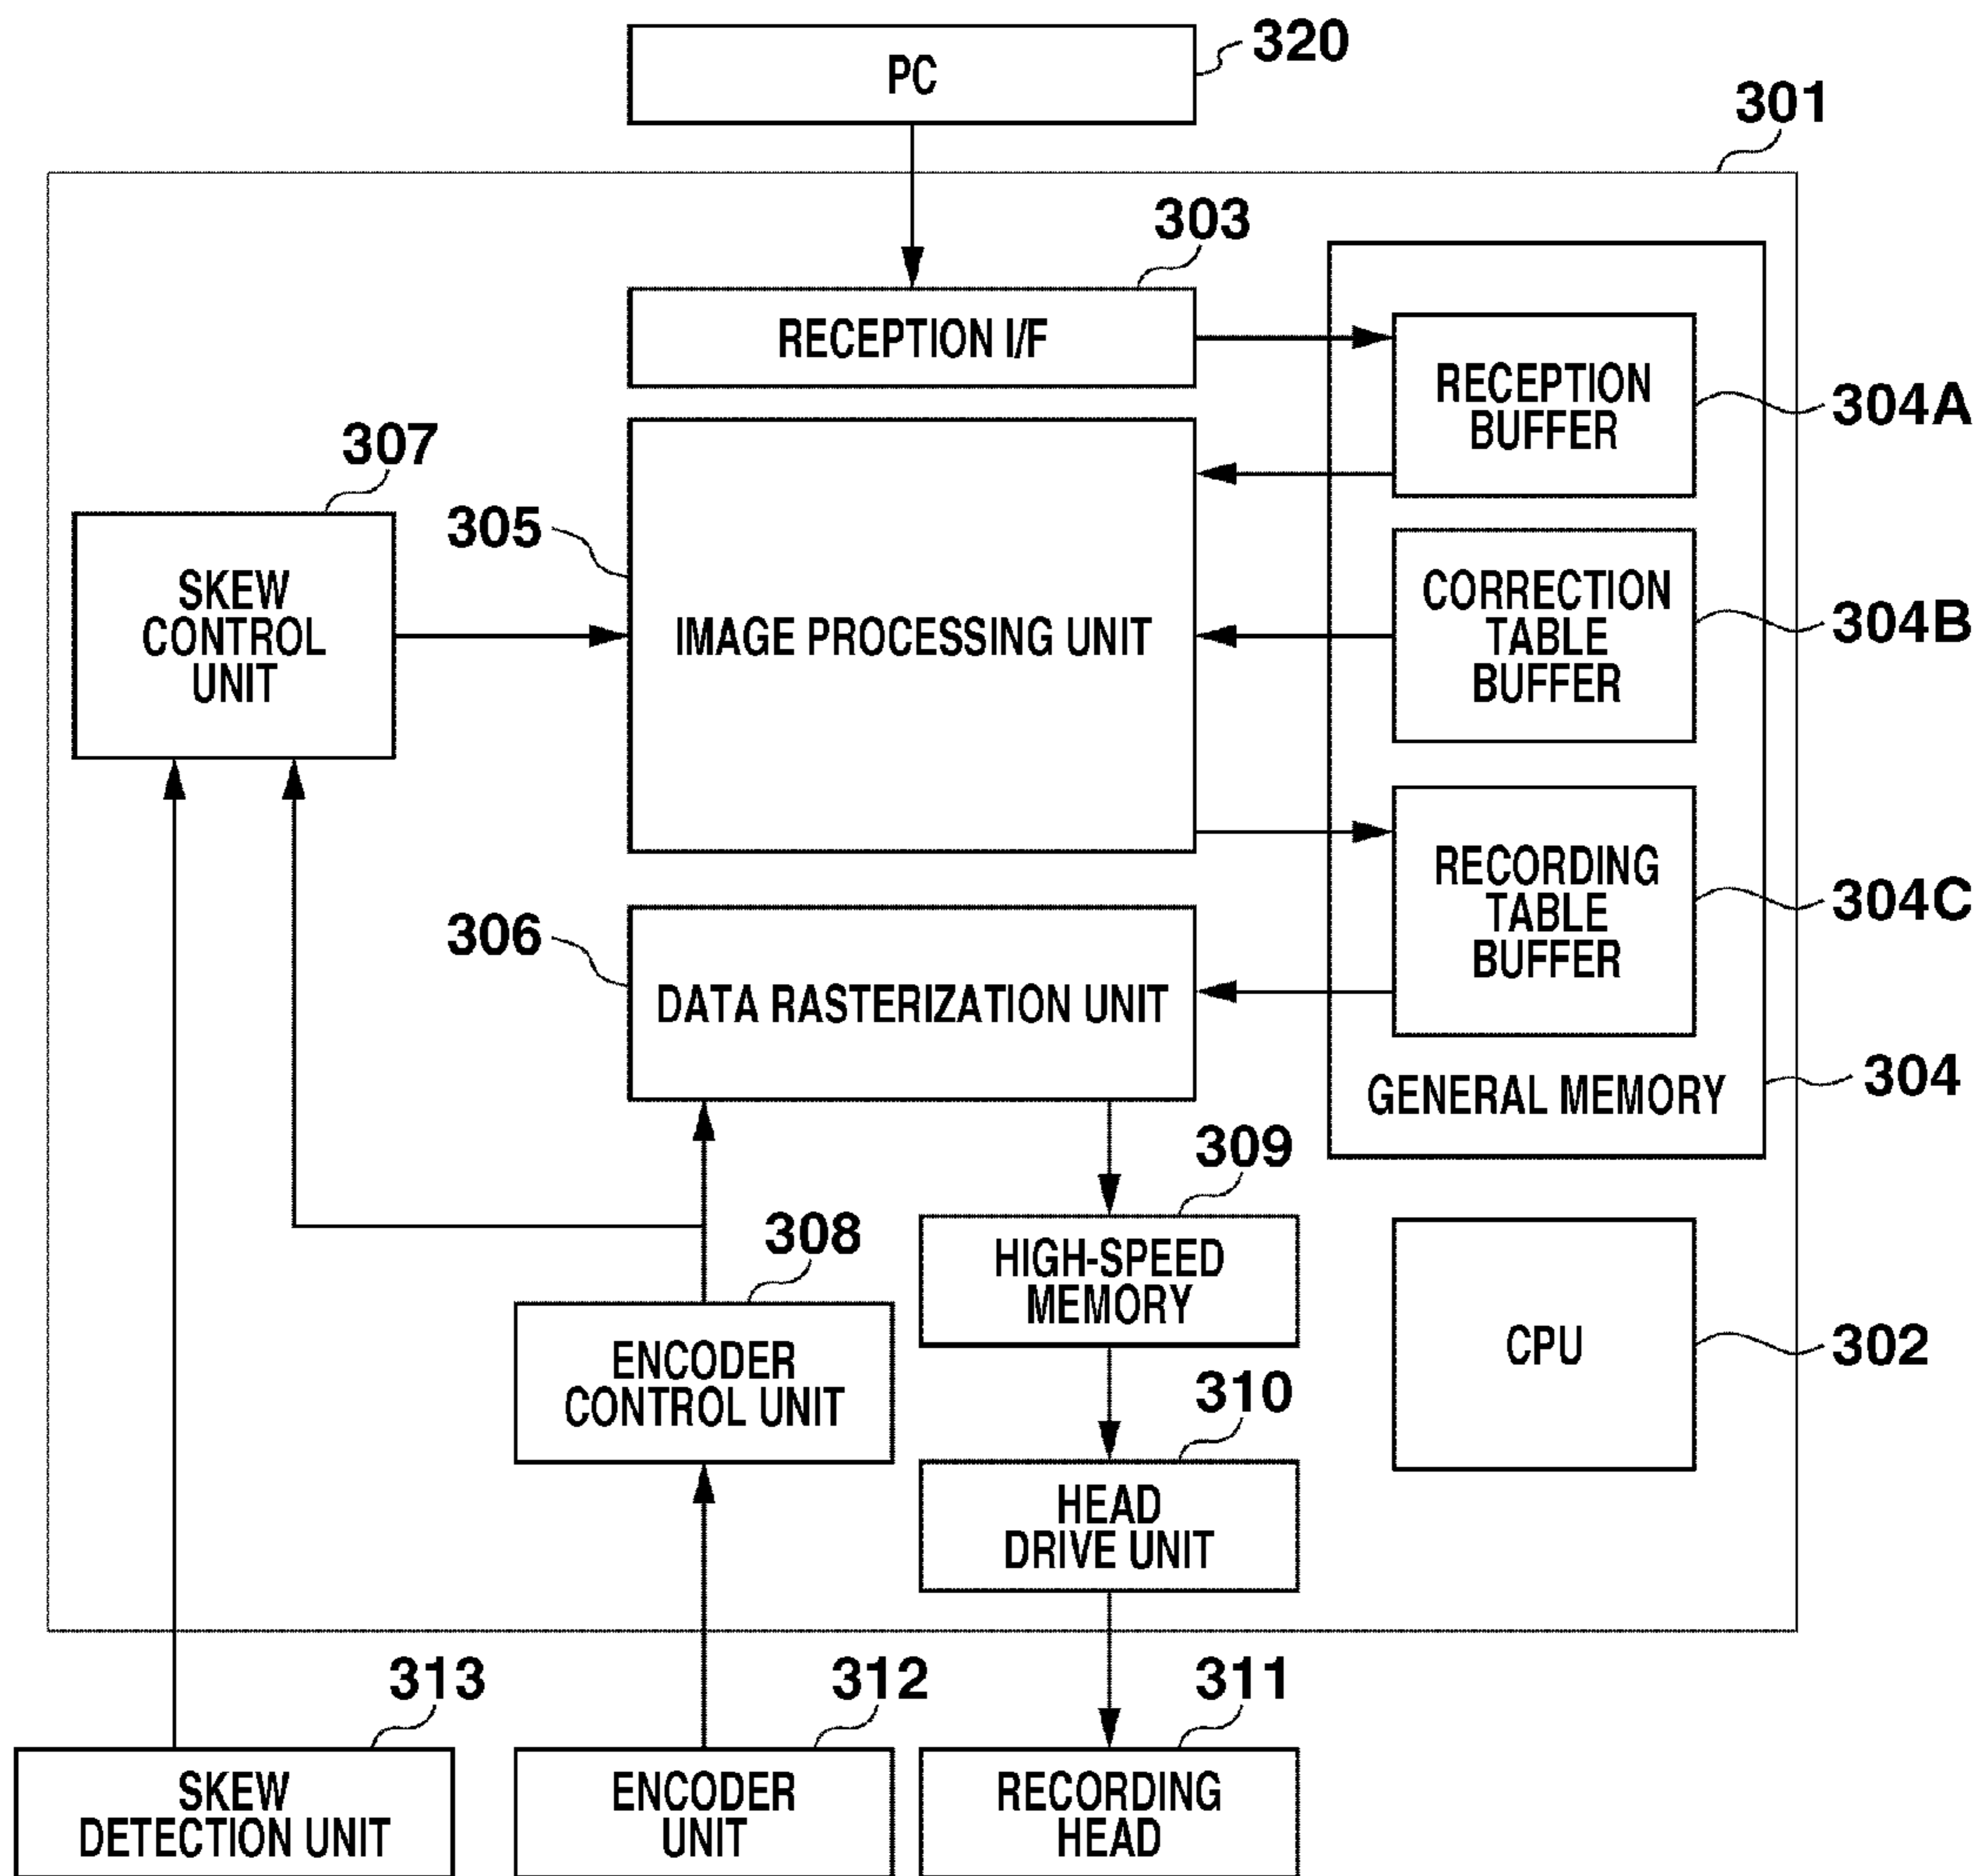 PC
320
301
303
RECEPTION I/F
RECEPTION
BUFFER
304A
307
305
SKEW
CONTROL
UNIT
IMAGE PROCESSING UNIT
CORRECTION
TABLE
BUFFER
304B
RECORDING
TABLE
BUFFER
304C
306
DATA RASTERIZATION UNIT
GENERAL MEMORY
304
309
308
HIGH-SPEED
MEMORY
CPU
302
ENCODER
CONTROL UNIT
310
HEAD
DRIVE UNIT
313
312
311
SKEW
DETECTION UNIT
ENCODER
UNIT
RECORDING
HEAD